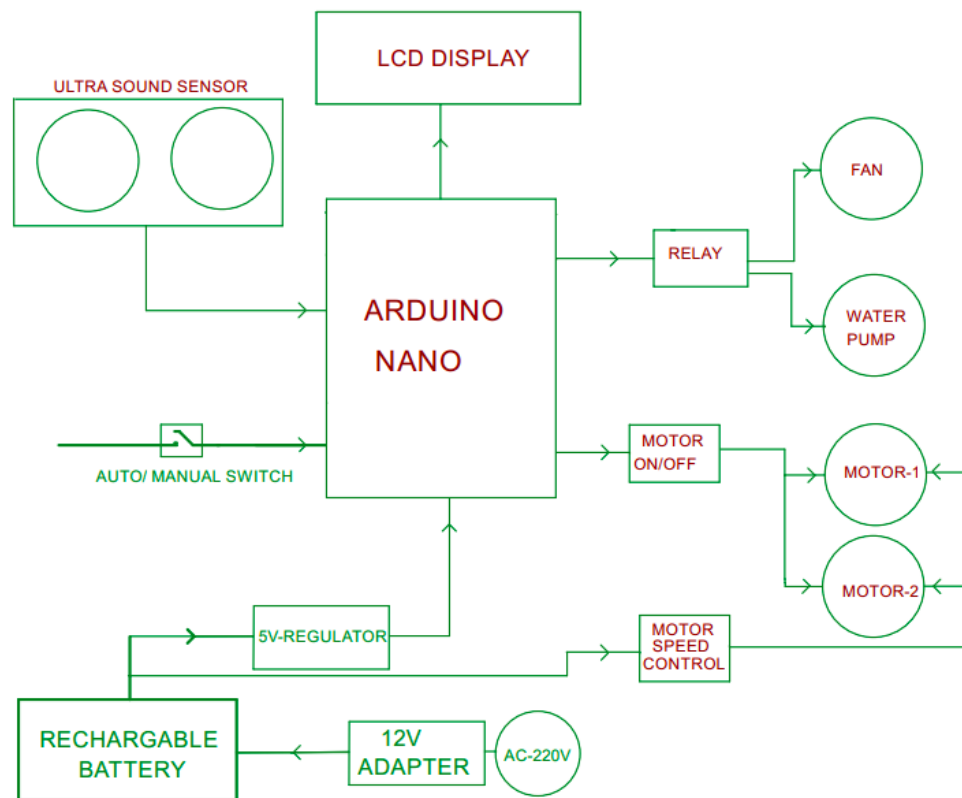 LCD DISPLAY
ULTRA SOUND SENSOR
FAN
RELAY
ARDUINO
NANO
WATER
PUMP
AUTO/ MANUAL SWITCH
MOTOR
ON/OFF
MOTOR-1
MOTOR-2
5V-REGULATOR
MOTOR
SPEED
CONTROL
RECHARGABLE
BATTERY
12V
ADAPTER
AC-220V